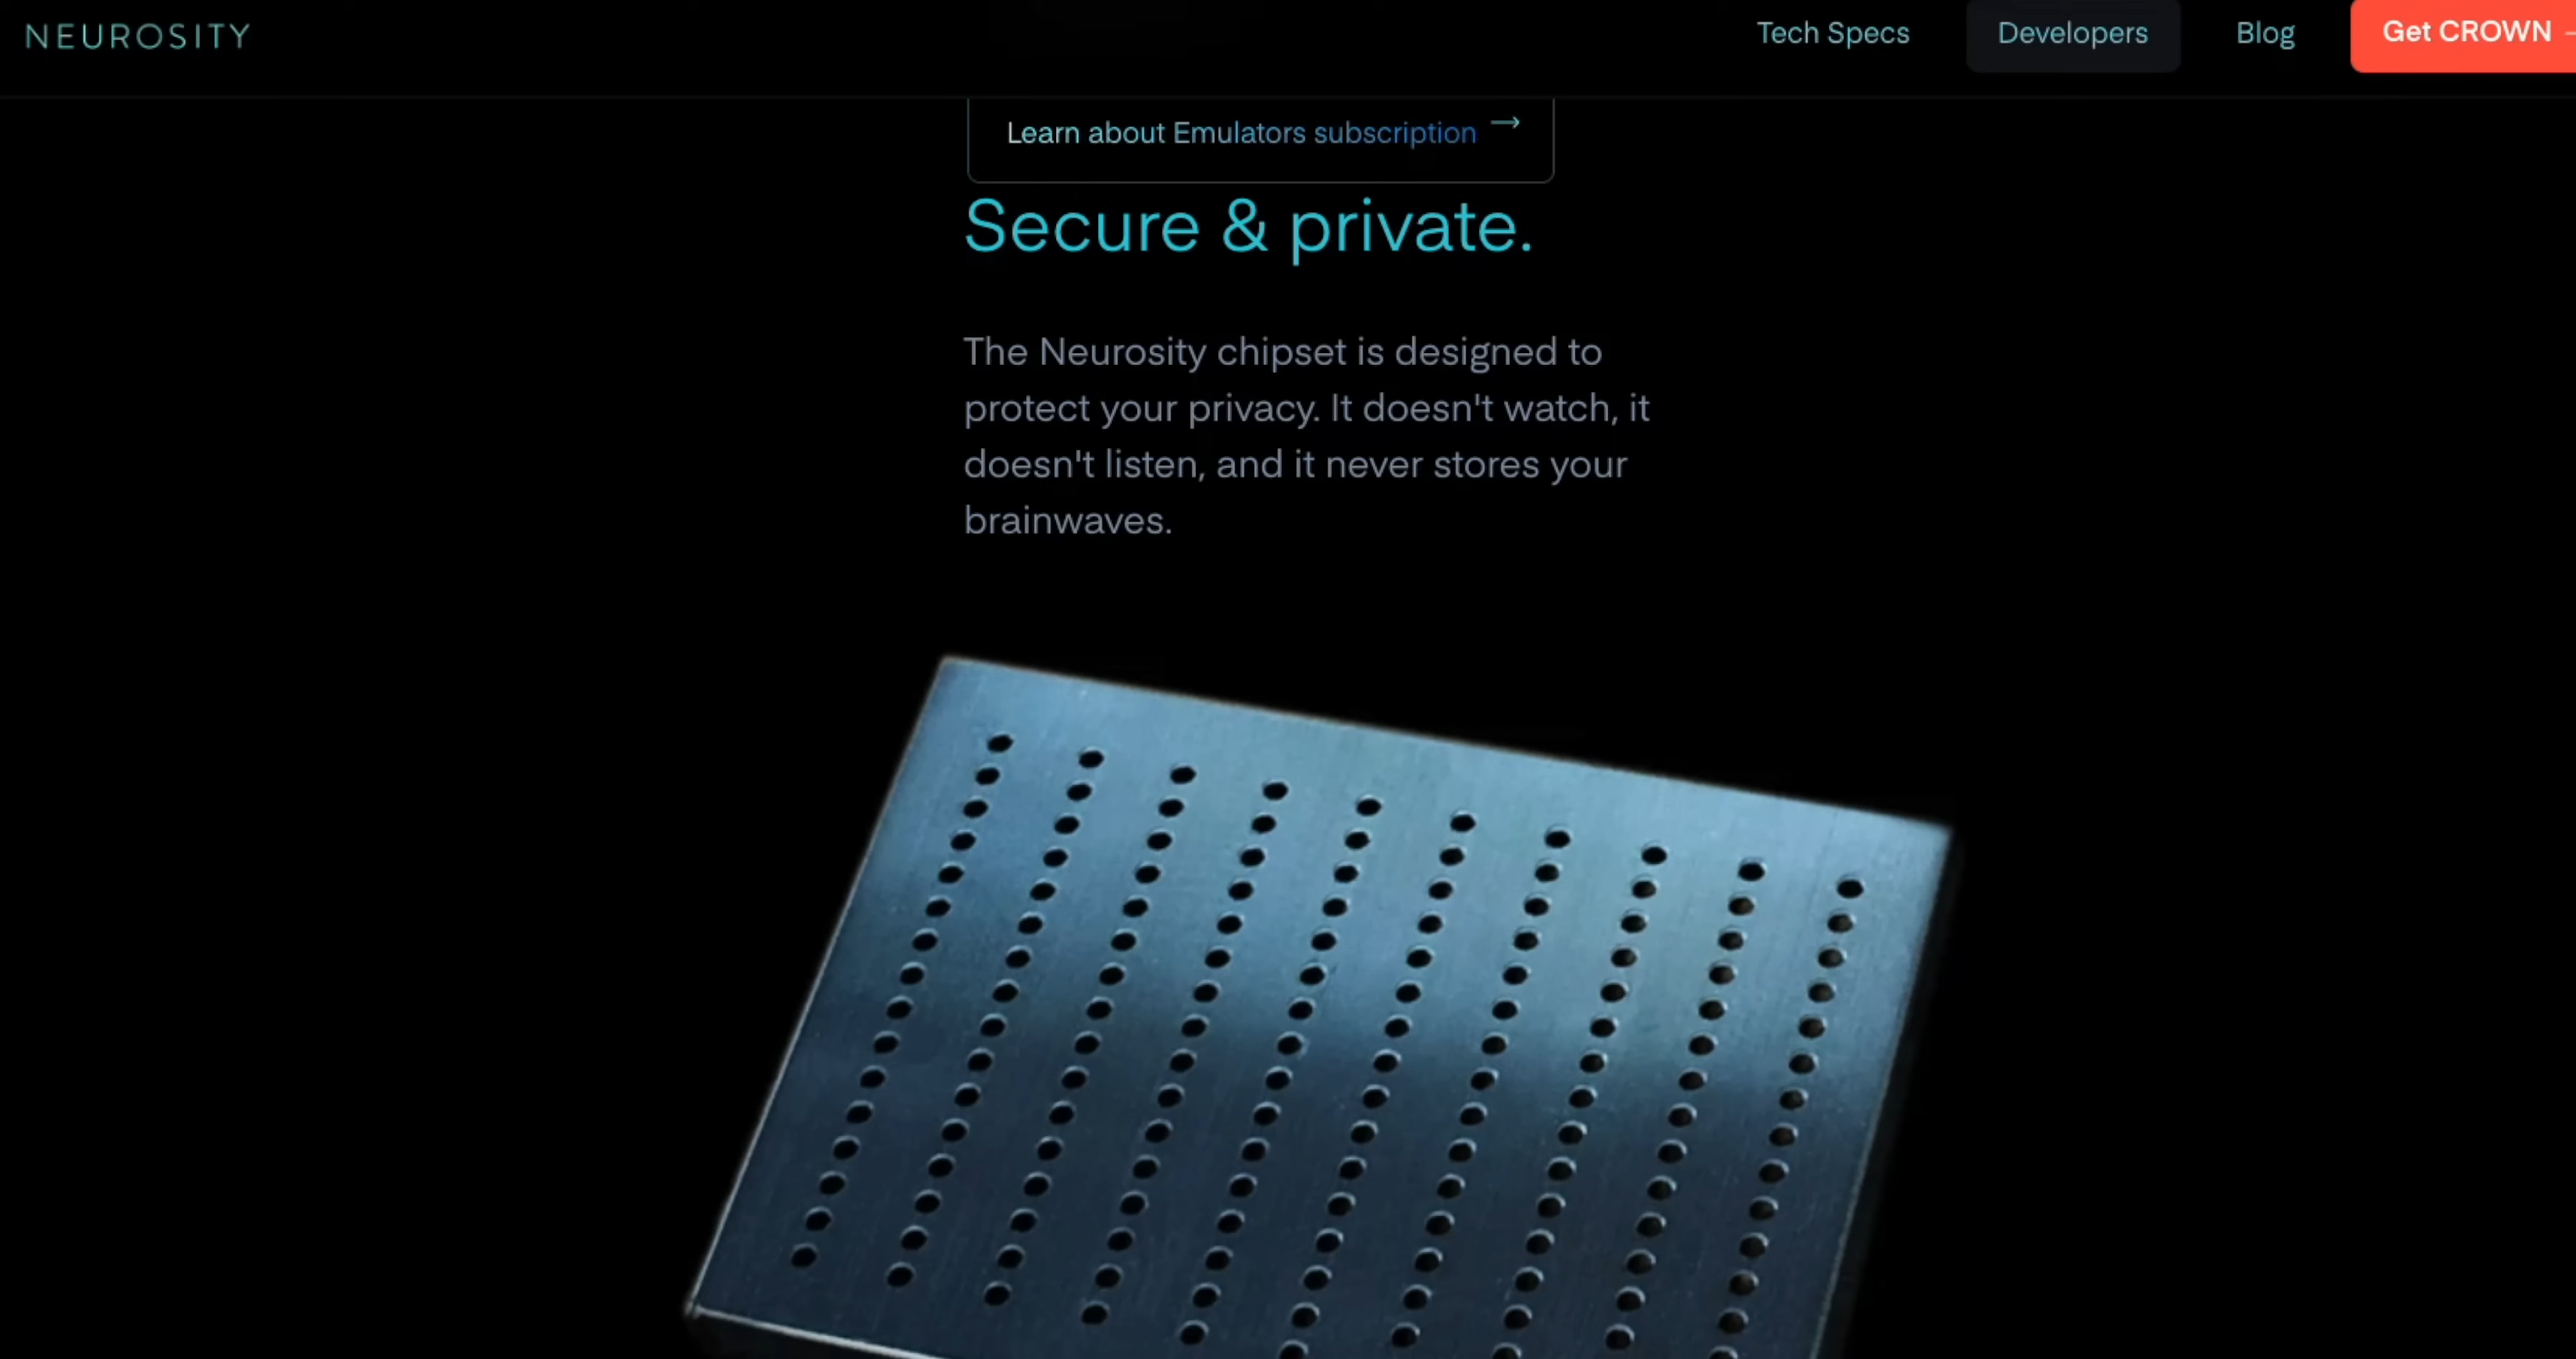 NEUROSITY
Tech Specs
Developers
Blog
Get CROWN
Learn about Emulators subscription →
Secure & private.
The Neurosity chipset is designed to
protect your privacy. It doesn't watch, it
doesn't listen, and it never stores your
brainwaves.